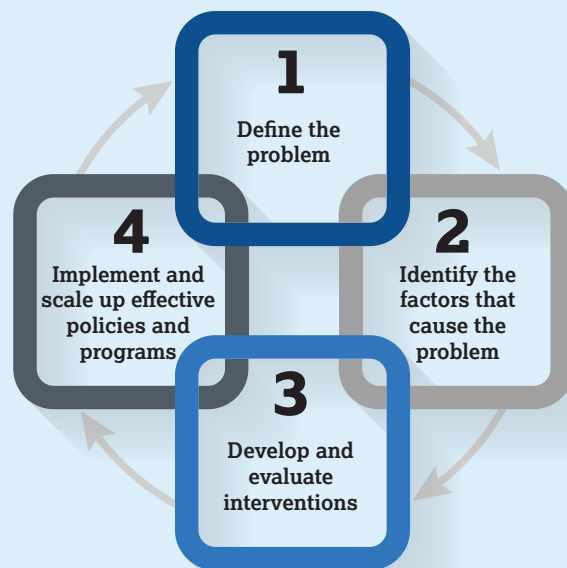 1
Define the
problem
2
Identify the
factors that
cause the
problem
3
Develop and
evaluate
interventions
4
Implement and
scale up effective
policies and
programs